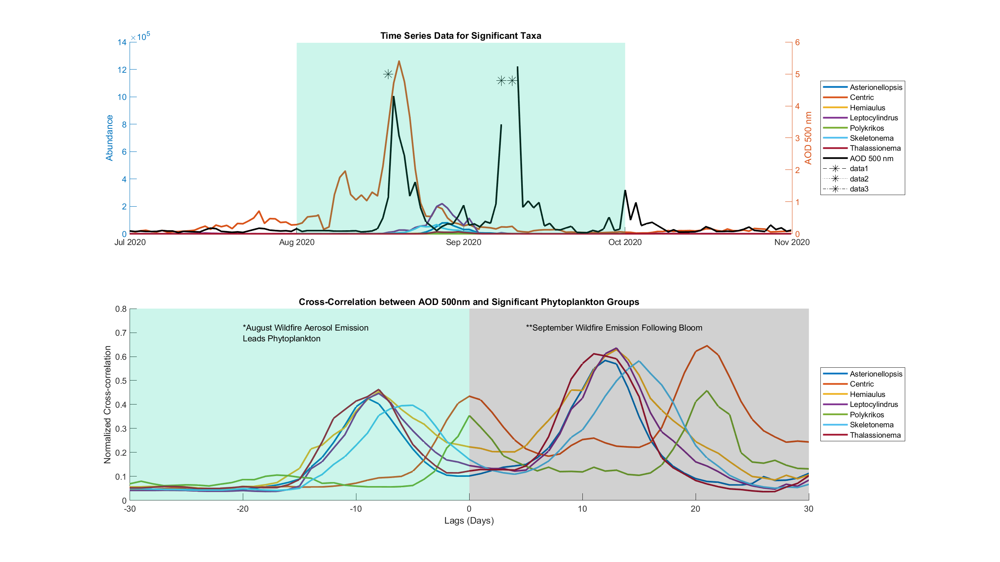 Time Series Data for Significant Taxa
×10^5
14
12
10
8
6
4
2
0
Abundance
6
5
4
3
2
1
0
AOD 500 nm
Jul 2020 Aug 2020 Sep 2020 Oct 2020 Nov 2020
Asterionellopsis
Centric
Hemiaulus
Leptocylindrus
Polykrikos
Skeletonema
Thalassionema
AOD 500 nm
data1
data2
data3
Cross-Correlation between AOD 500nm and Significant Phytoplankton Groups
0.8
0.7
0.6
0.5
0.4
0.3
0.2
0.1
0
Normalized Cross-correlation
*August Wildfire Aerosol Emission
Leads Phytoplankton
**September Wildfire Emission Following Bloom
-30 -20 -10 0 10 20 30
Lags (Days)
Asterionellopsis
Centric
Hemiaulus
Leptocylindrus
Polykrikos
Skeletonema
Thalassionema